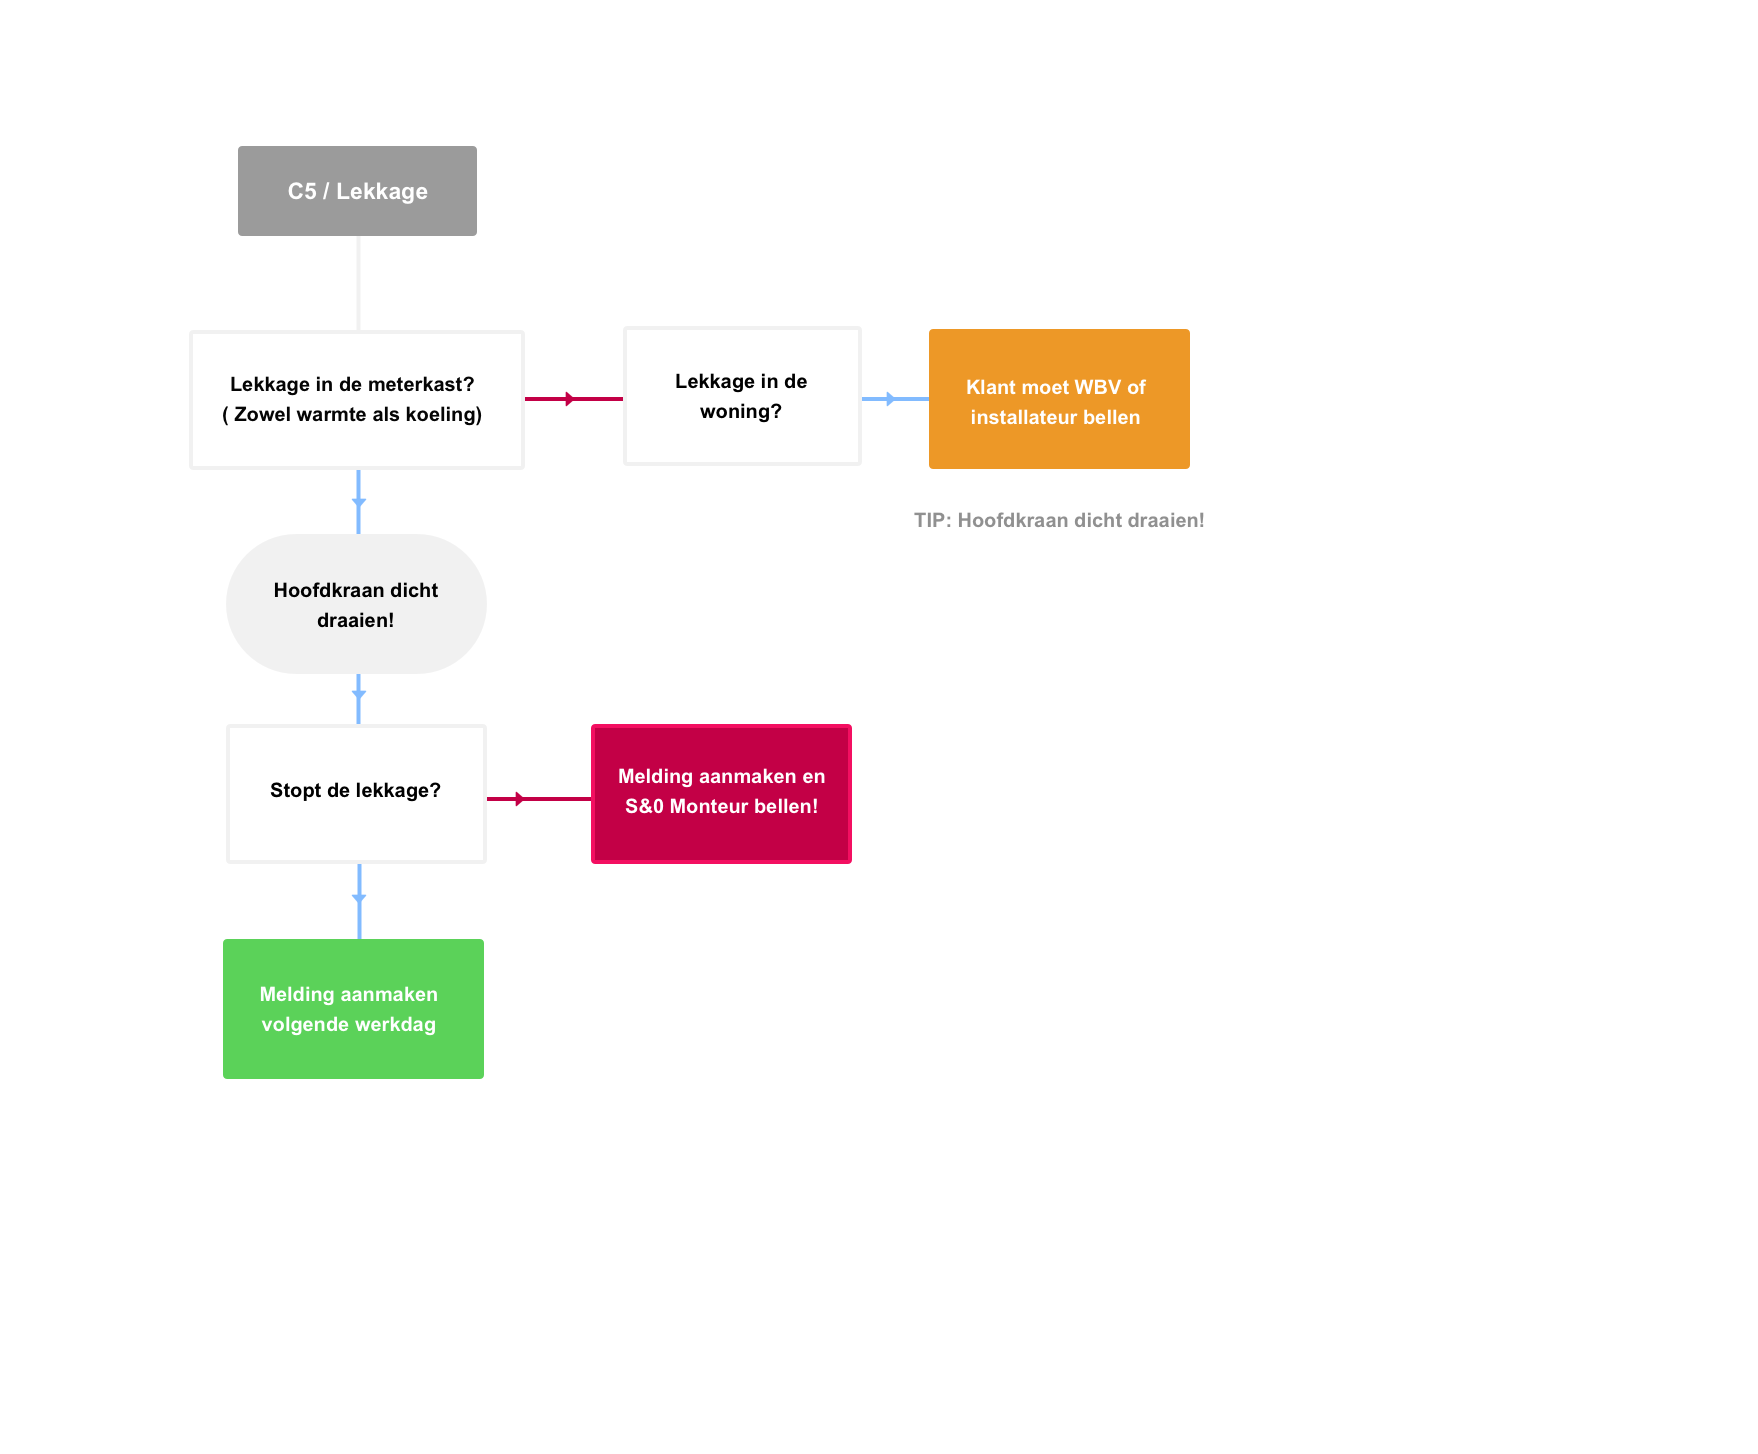 C5 / Lekkage
Lekkage in de meterkast?
( Zowel warmte als koeling)
Lekkage in de
woning?
Klant moet WBV of
installateur bellen
TIP: Hoofdkraan dicht draaien!
Hoofdkraan dicht
draaien!
Stopt de lekkage?
Melding aanmaken en
S&0 Monteur bellen!
Melding aanmaken
volgende werkdag